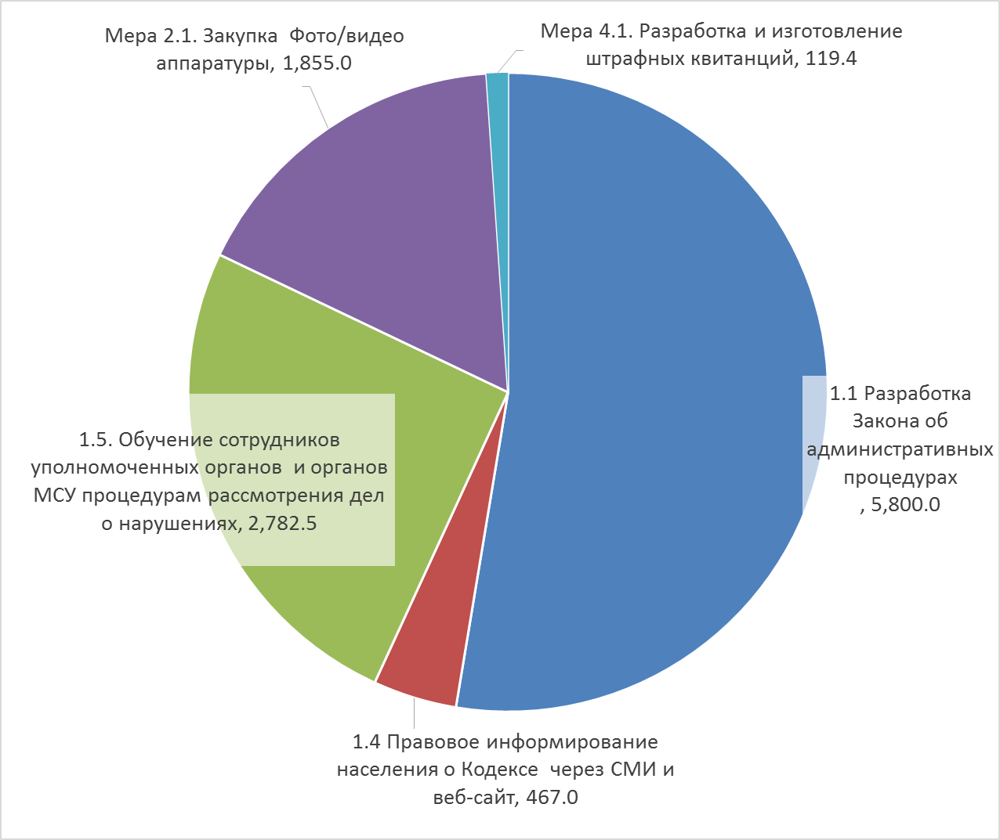 Мера 2.1. Закупка  Фото/видео
аппаратуры, 1,855.0
Мера 4.1. Разработка и изготовление
штрафных квитанций, 119.4
1.1 Разработка
Закона об
административных
процедурах
, 5,800.0
1.5. Обучение сотрудников
уполномоченных органов  и органов
МСУ процедурам рассмотрения дел
о нарушениях, 2,782.5
1.4 Правовое информирование
населения о Кодексе  через СМИ и
веб-сайт, 467.0